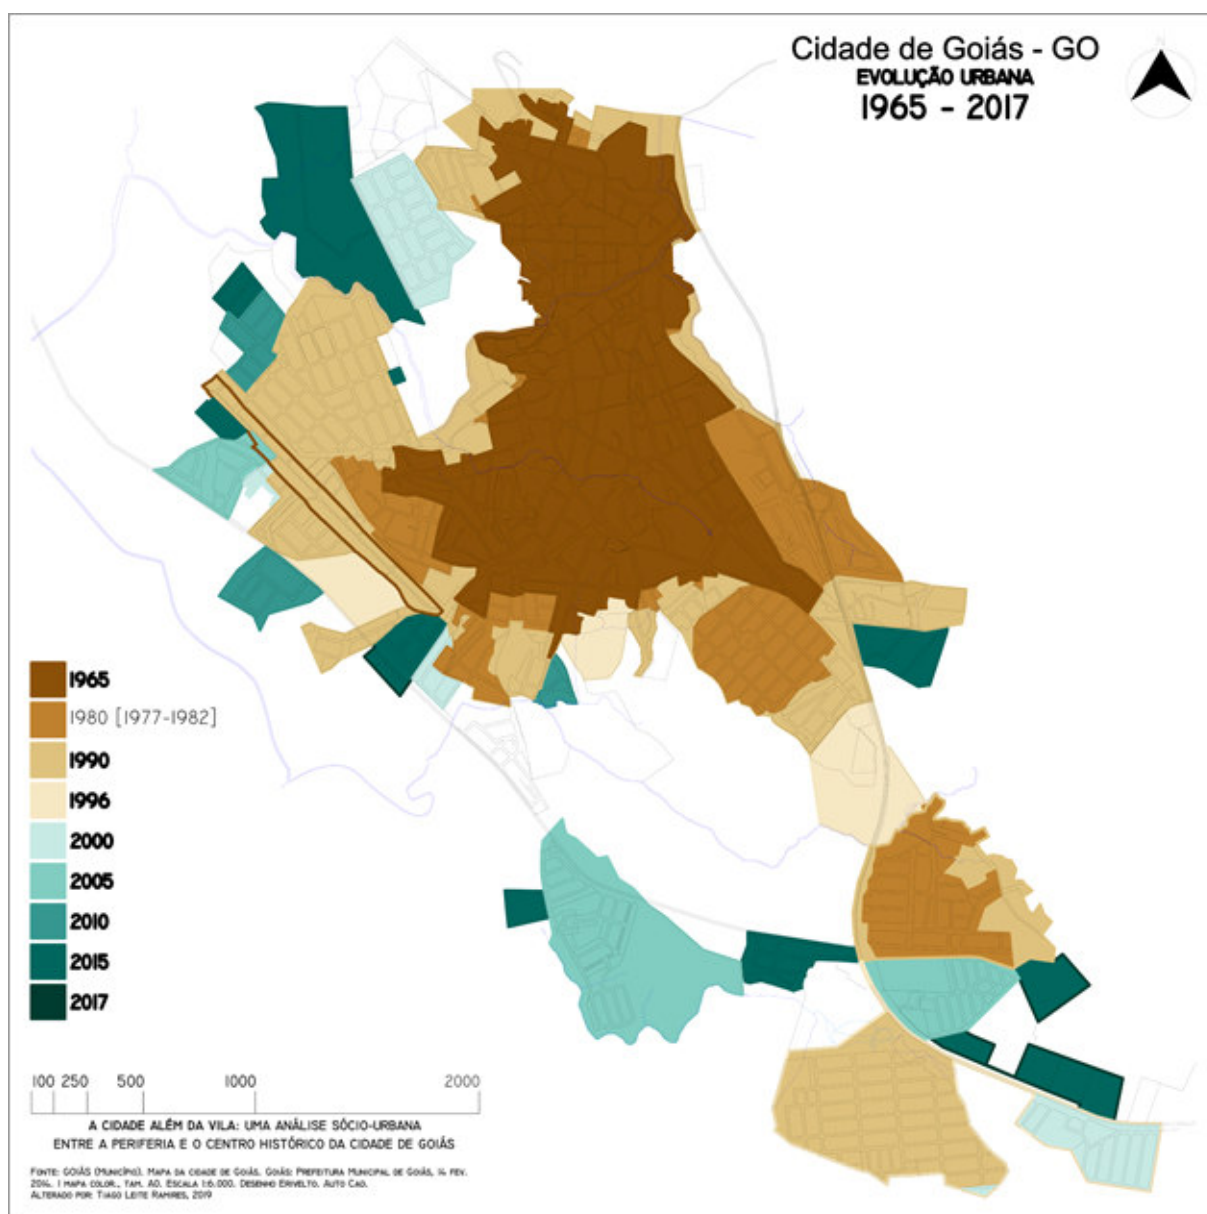 N
Cidade de Goiás - GO
EVOLUÇÃO URBANA
1965 - 2017
1965
1980 [1977-1982]
1990
1996
2000
2005
2010
2015
2017
100 250 500 1000 2000
A CIDADE ALÉM DA VILA: UMA ANÁLISE SÓCIO-URBANA
ENTRE A PERIFERIA E O CENTRO HISTÓRICO DA CIDADE DE GOIÁS
FONTE: GOIÁS (MUNICÍPIO). MAPA DA CIDADE DE GOIÁS. GOIÁS: PREFEITURA MUNICIPAL DE GOIÁS, 14 FEV.
2014. 1 MAPA COLOR., TAM. A0. ESCALA 1:6.000. DESENHO ERIVELTO. AUTO CAD.
ALTERADO POR: TIAGO LEITE RAMIRES, 2019